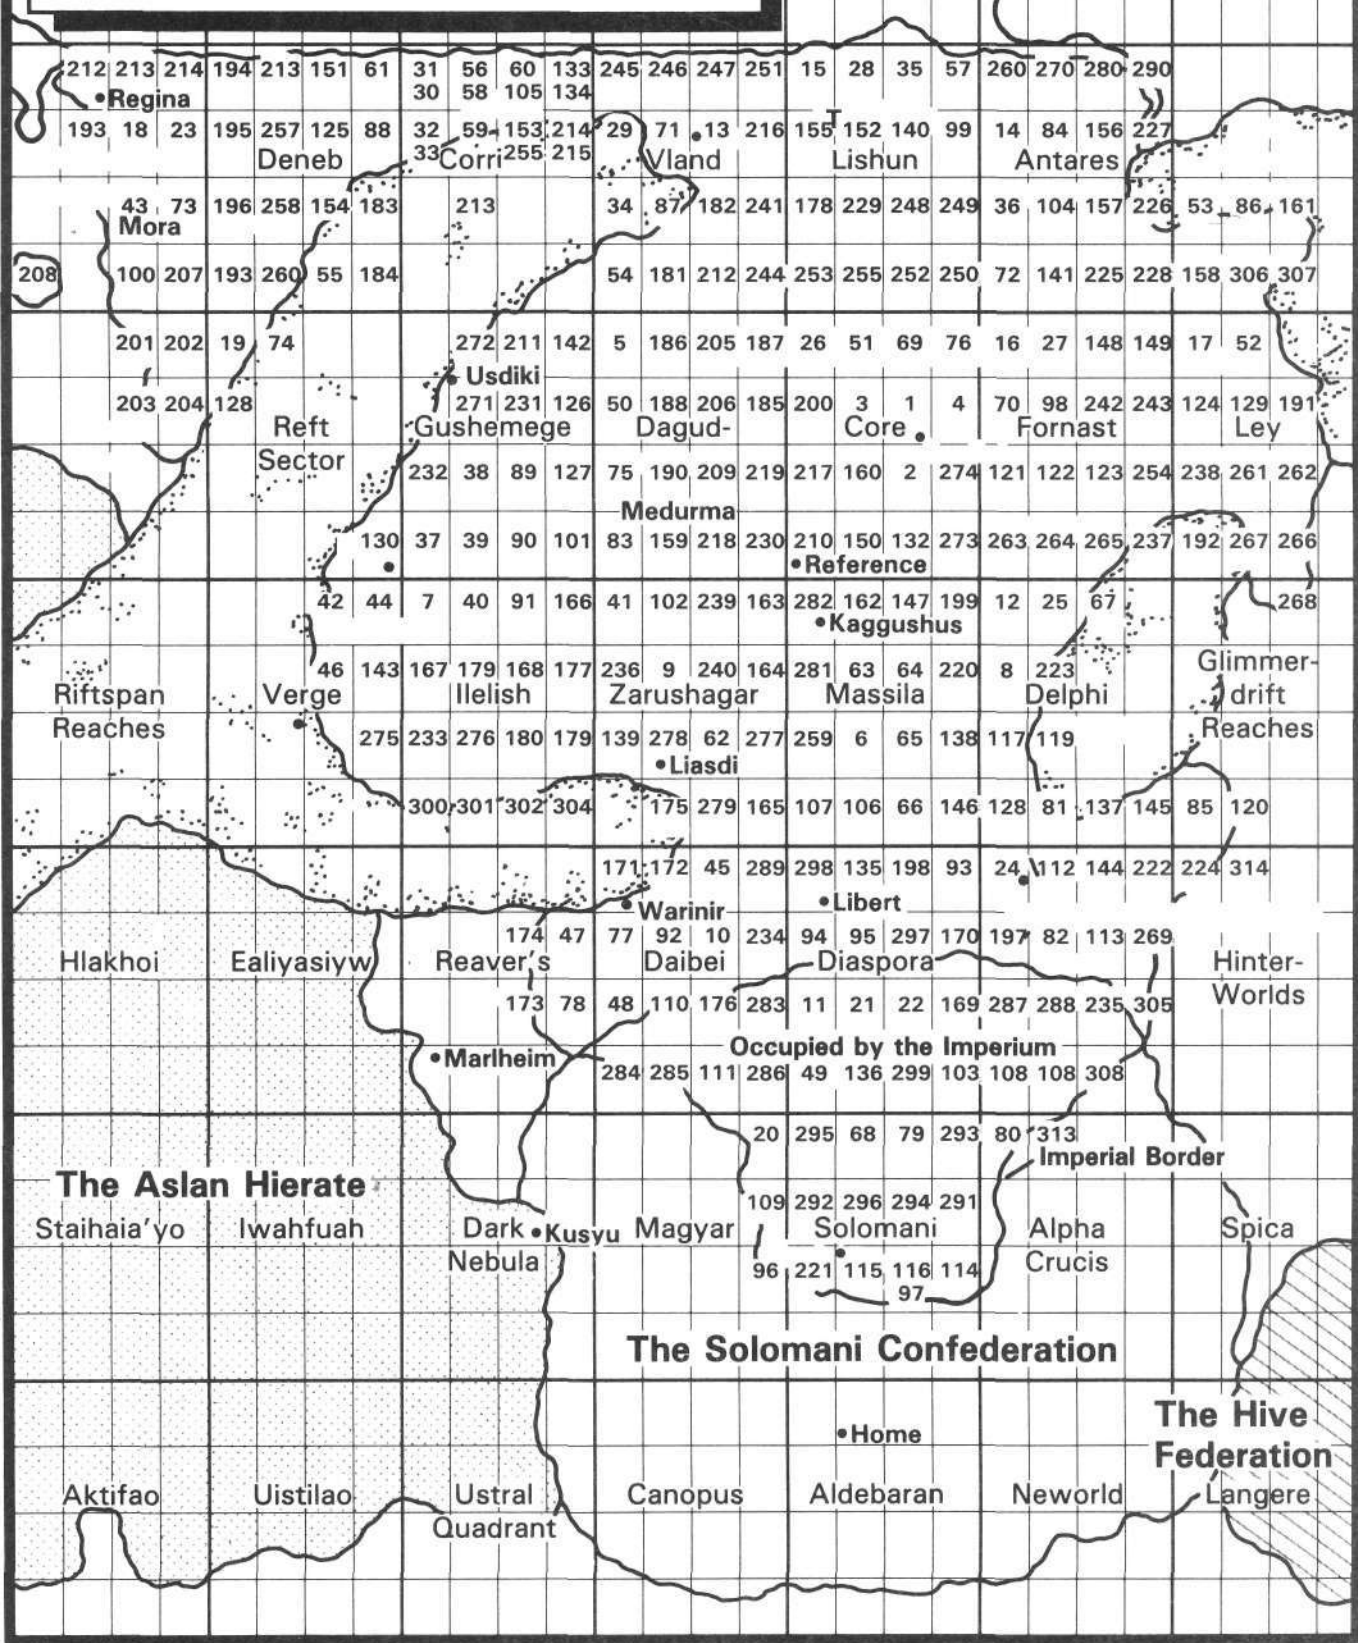 212 213 214 194 213 151 61 31 56 60 133 245 246 247 251 15 28 35 57 260 270 280 290
30 58 105 134
Regina
193 18 23 195 257 125 88 32 59 153 214 29 71 13 216 155 152 140 99 14 84 156 227
33 255 215
Deneb Corri Vland Lishun Antares
43 73 196 258 154 183 213 34 87 182 241 178 229 248 249 36 104 157 226 53 86 161
Mora
208 100 207 193 260 55 184 54 181 212 244 253 255 252 250 72 141 225 228 158 306 307
201 202 19 74 272 211 142 5 186 205 187 26 51 69 76 16 27 148 149 17 52
Usdiki
203 204 128 271 231 126 50 188 206 185 200 3 1 4 70 98 242 243 124 129 191
Reft Gushemege Dagud- Core Fornast Ley
Sector
232 38 89 127 75 190 209 219 217 160 2 274 121 122 123 254 238 261 262
Medurma
130 37 39 90 101 83 159 218 230 210 150 132 273 263 264 265 237 192 267 266
Reference
42 44 7 40 91 166 41 102 239 163 282 162 147 199 12 25 67 268
Kaggushus
46 143 167 179 168 177 236 9 240 164 281 63 64 220 8 223
Riftspan Verge Ilelish Zarushagar Massila Delphi Glimmer-
Reaches drift
Reaches
275 233 276 180 179 139 278 62 277 259 6 65 138 117 119
Liasdi
300 301 302 304 175 279 165 107 106 66 146 128 81 137 145 85 120
171 172 45 289 298 135 198 93 24 112 144 222 224 314
Warinir Libert
174 47 77 92 10 234 94 95 297 170 197 82 113 269
Hlakhoi Ealiyasiyw Reaver's Daibei Diaspora Hinter-
Worlds
173 78 48 110 176 283 11 21 22 169 287 288 235 305
Marlheim Occupied by the Imperium
284 285 111 286 49 136 299 103 108 108 308
20 295 68 79 293 80 313
Imperial Border
The Aslan Hierate
109 292 296 294 291
Staihaia'yo Iwahfuah Dark Kusyu Magyar Solomani Alpha Spica
Nebula Crucis
96 221 115 116 114
97
The Solomani Confederation
The Hive
Federation
Home
Aktifao Uistilao Ustral Canopus Aldebaran Neworld Langere
Quadrant